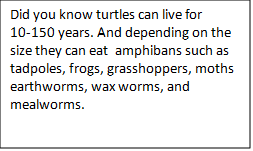 Did you know turtles can live for
10-150 years. And depending on the
size they can eat  amphibans such as
tadpoles, frogs, grasshoppers, moths
earthworms, wax worms, and
mealworms.